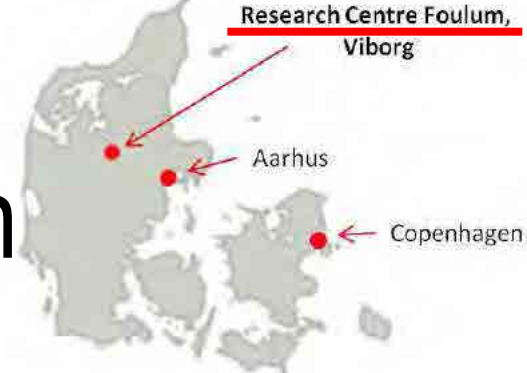 Research Centre Foulum,
Viborg
Aarhus
n
Copenhagen